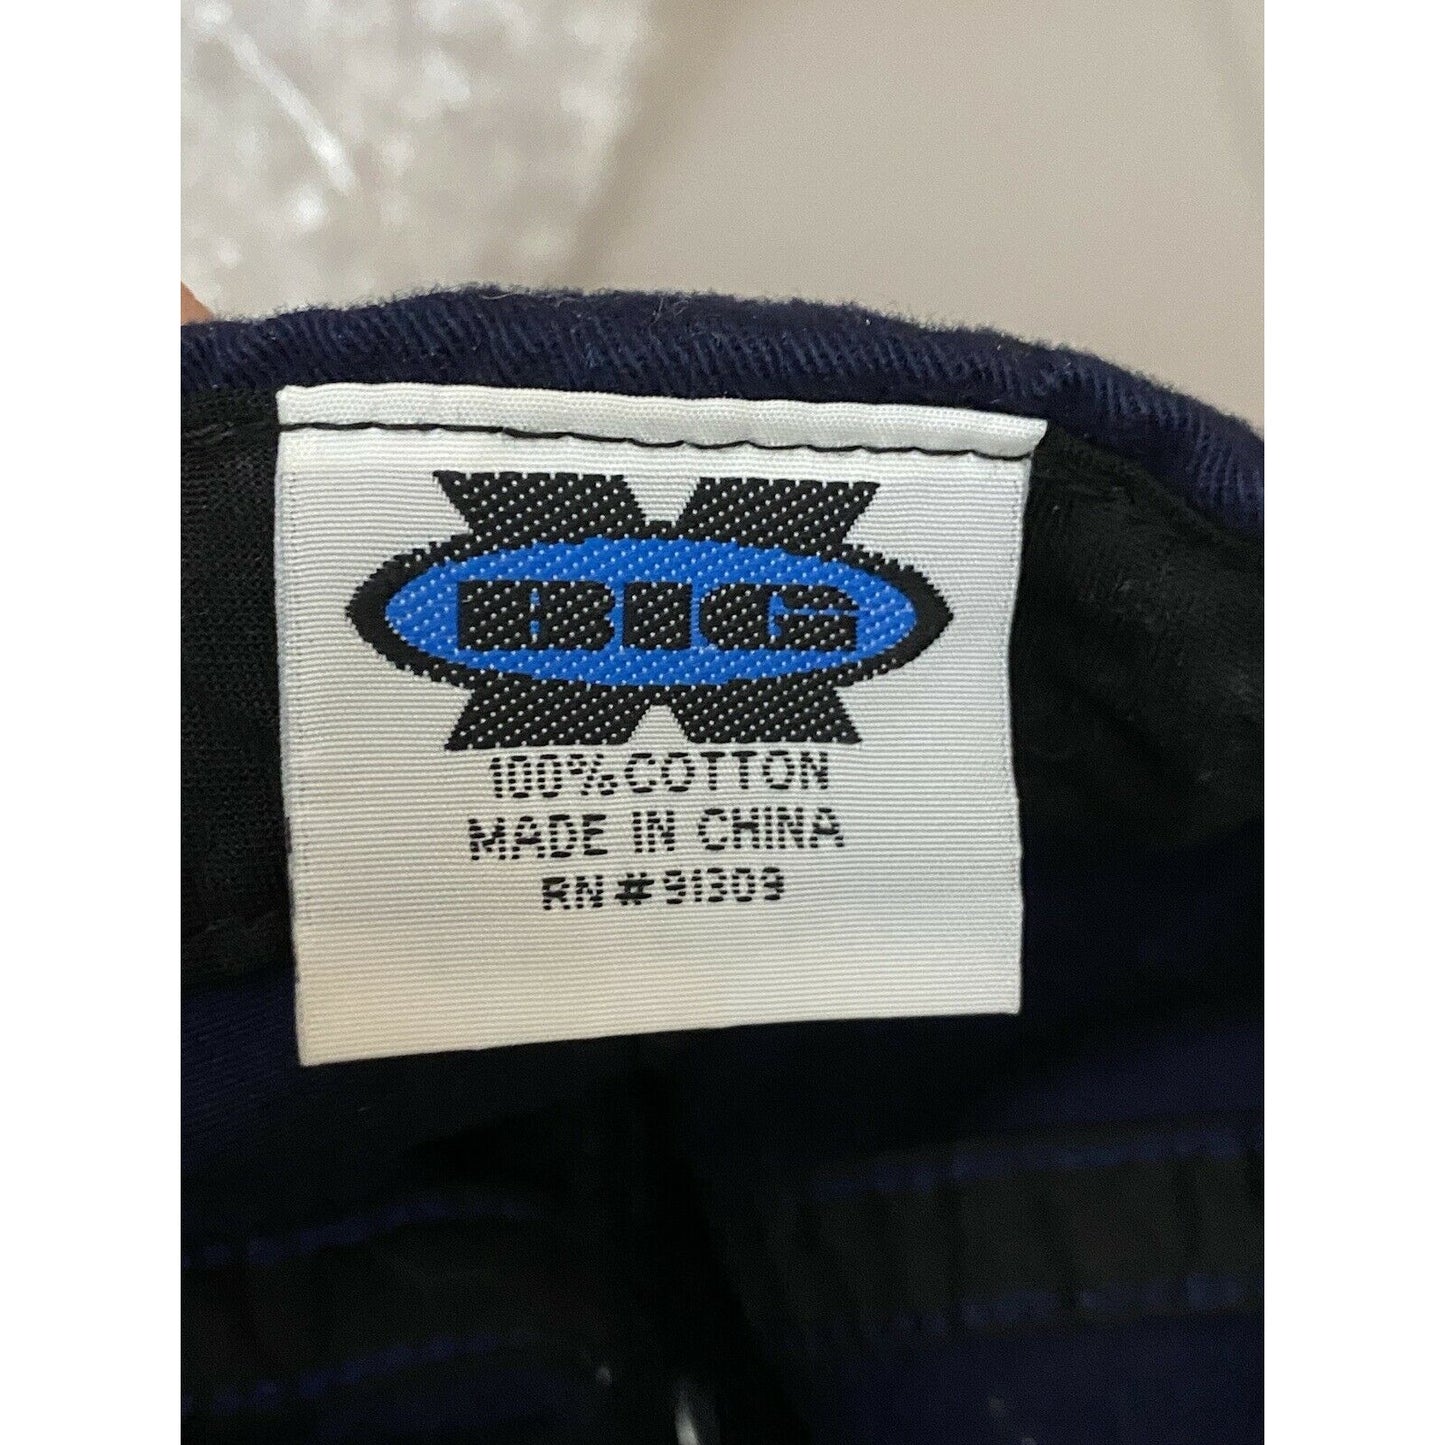 BIG
100% COTTON
MADE IN CHINA
RN # 91309